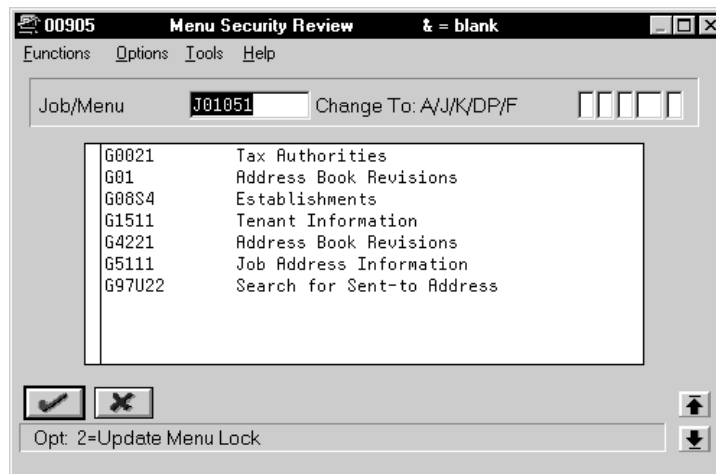 00905 Menu Security Review & = blank
Functions Options Tools Help
Job/Menu J01051 Change To: A/J/K/DP/F
G0021 Tax Authorities
G01 Address Book Revisions
G08S4 Establishments
G1511 Tenant Information
G4221 Address Book Revisions
G5111 Job Address Information
G97U22 Search for Sent-to Address
Opt: 2=Update Menu Lock